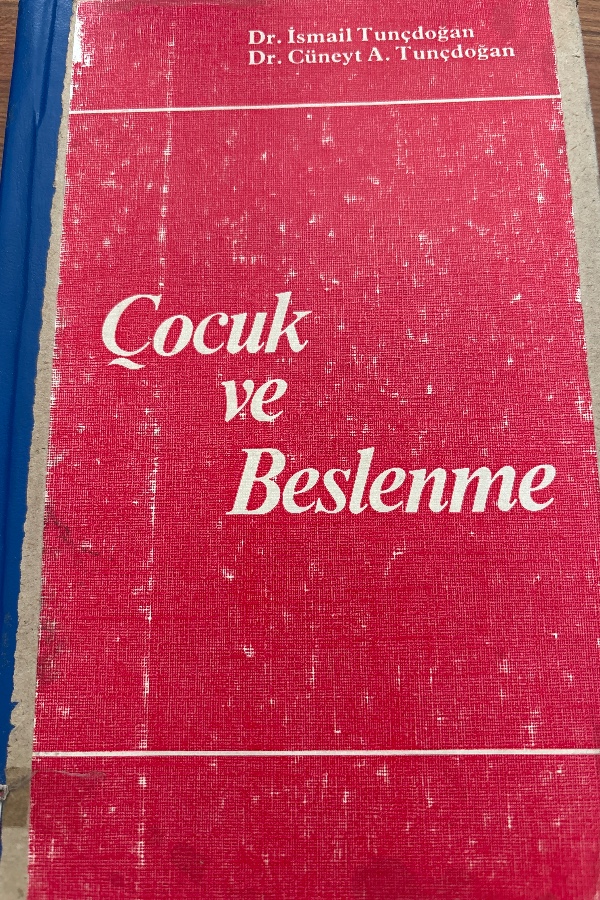 Dr. İsmail Tunçdoğan
Dr. Cüneyt A. Tunçdoğan
Çocuk
ve
Beslenme